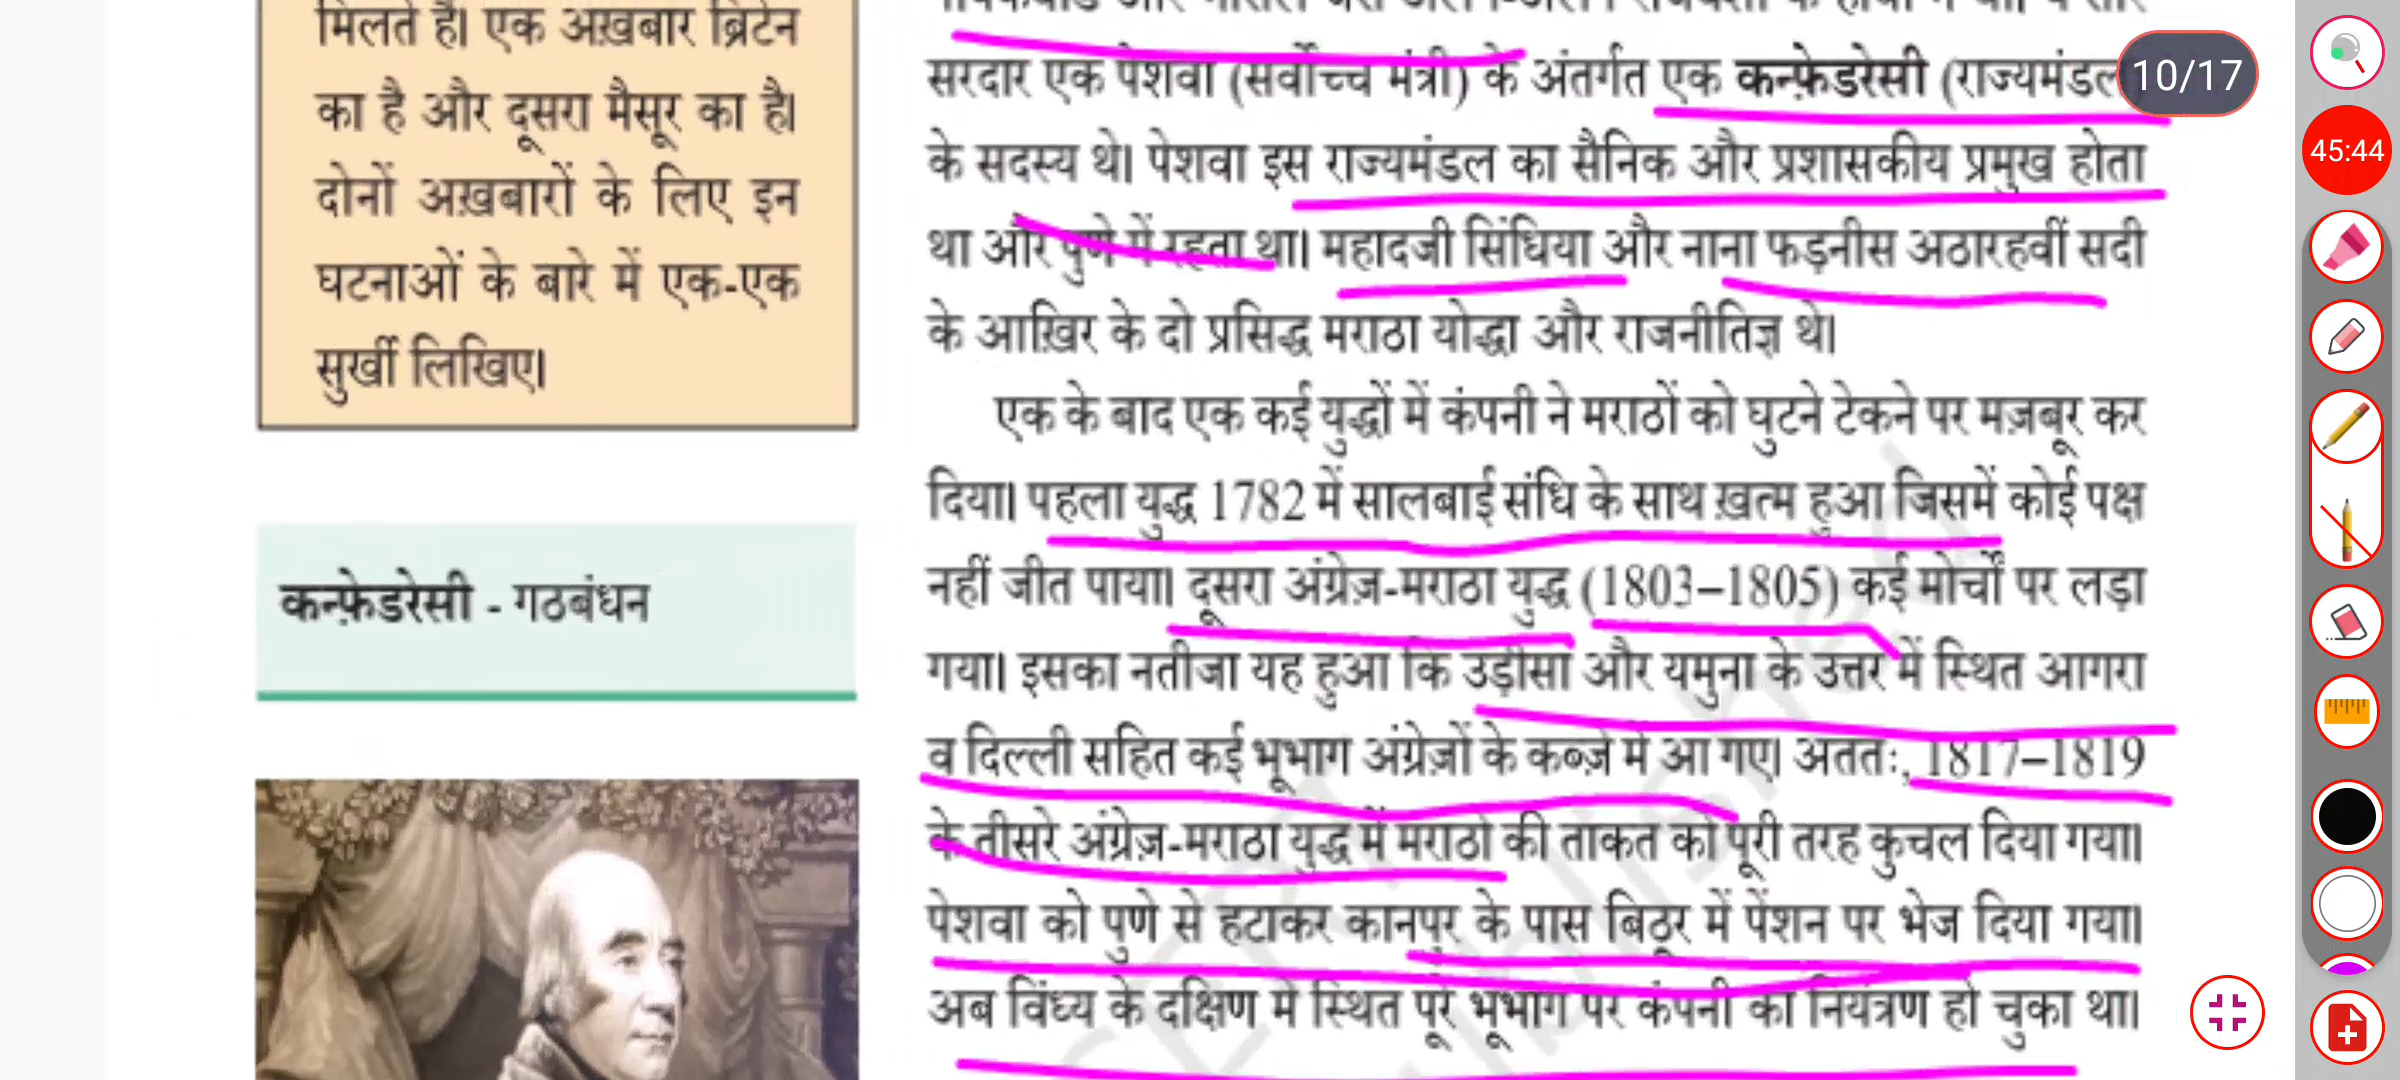 मिलते हैं। एक अख़बार ब्रिटेन
का है और दूसरा मैसूर का है।
दोनों अख़बारों के लिए इन
घटनाओं के बारे में एक-एक
सुर्खी लिखिए।
कन्फ़ेडरेसी - गठबंधन
सरदार एक पेशवा (सर्वोच्च मंत्री) के अंतर्गत एक कन्फ़ेडरेसी (राज्यमंडल
के सदस्य थे। पेशवा इस राज्यमंडल का सैनिक और प्रशासकीय प्रमुख होता
था और पुणे में रहता था। महादजी सिंधिया और नाना फड़नीस अठारहवीं सदी
के आख़िर के दो प्रसिद्ध मराठा योद्धा और राजनीतिज्ञ थे।
एक के बाद एक कई युद्धों में कंपनी ने मराठों को घुटने टेकने पर मज़बूर कर
दिया। पहला युद्ध 1782 में सालबाई संधि के साथ ख़त्म हुआ जिसमें कोई पक्ष
नहीं जीत पाया। दूसरा अंग्रेज़-मराठा युद्ध (1803–1805) कई मोर्चों पर लड़ा
गया। इसका नतीजा यह हुआ कि उड़ीसा और यमुना के उत्तर में स्थित आगरा
व दिल्ली सहित कई भूभाग अंग्रेज़ों के कब्ज़े में आ गए। अततः, 1817–1819
के तीसरे अंग्रेज़-मराठा युद्ध में मराठों की ताकत को पूरी तरह कुचल दिया गया।
पेशवा को पुणे से हटाकर कानपुर के पास बिठूर में पेंशन पर भेज दिया गया।
अब विंध्य के दक्षिण में स्थित पूरे भूभाग पर कंपनी का नियंत्रण हो चुका था।
10/17
45:44